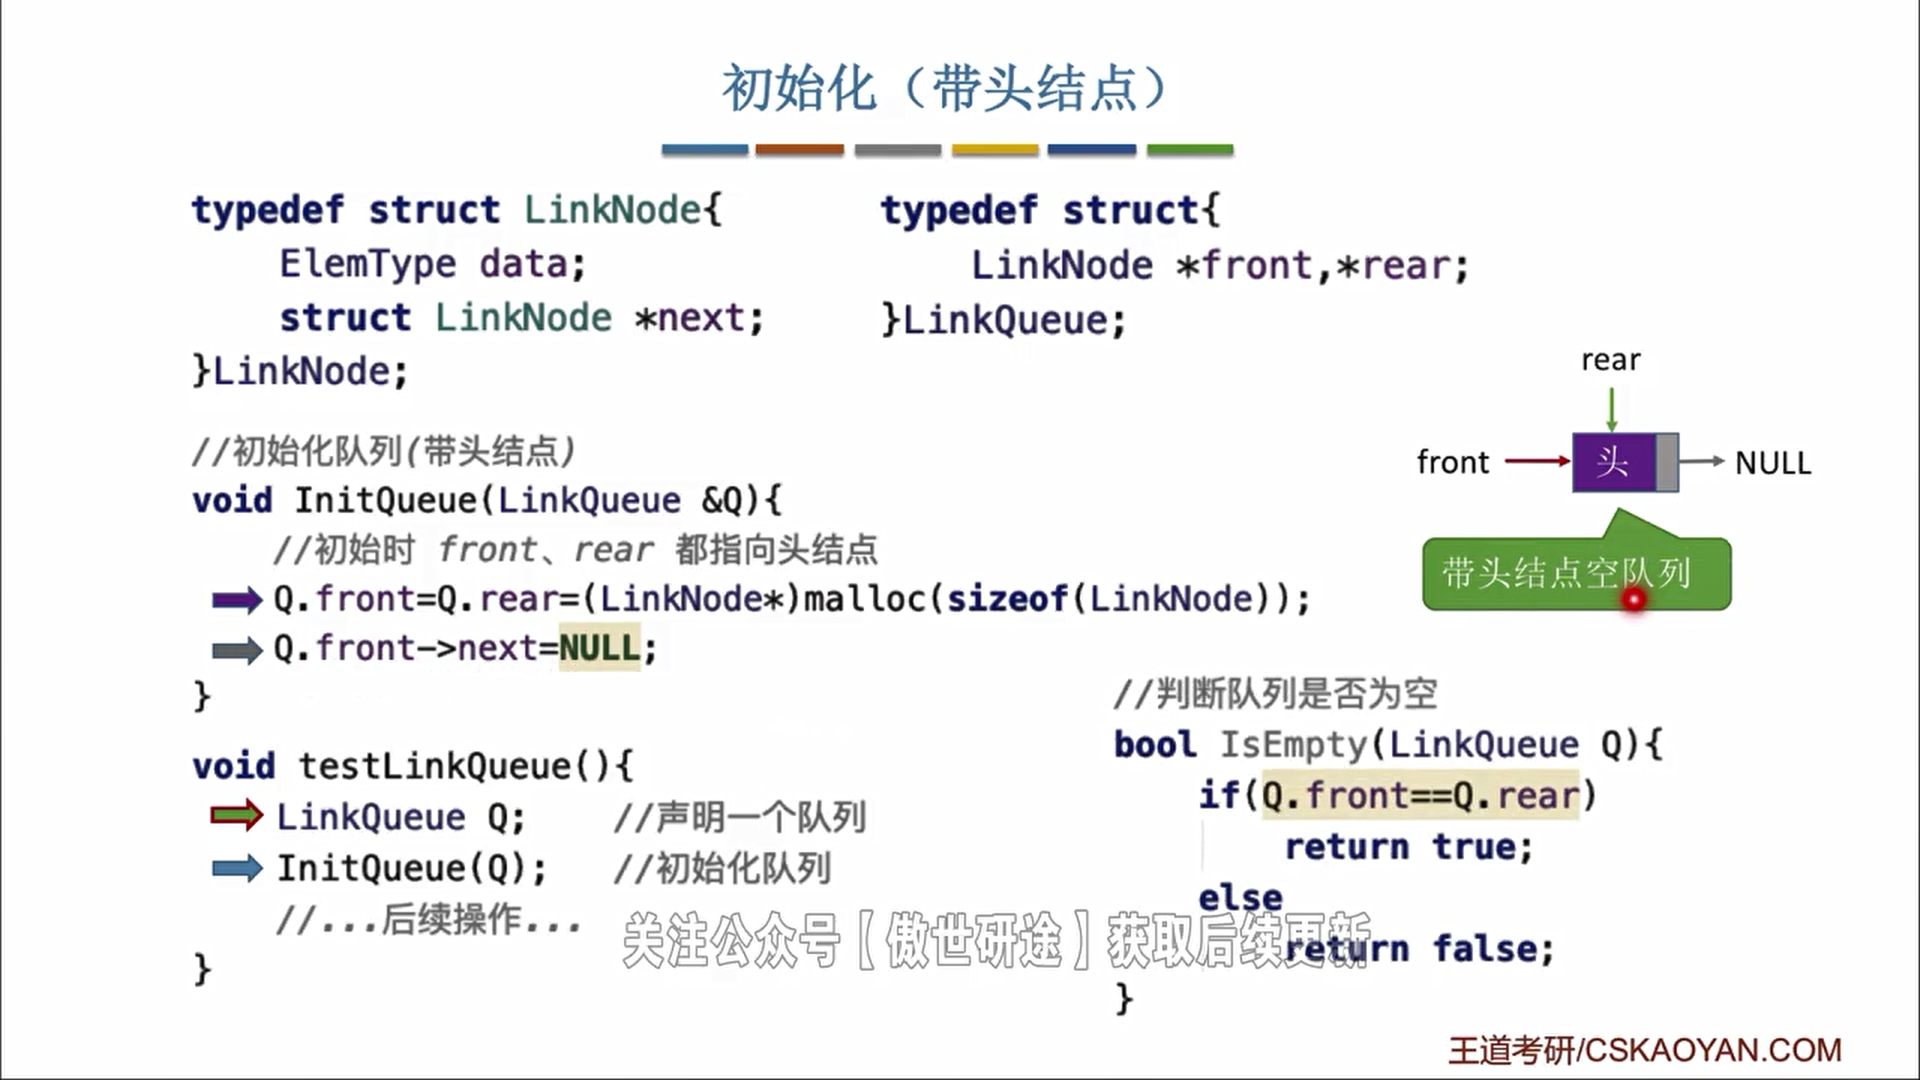 初始化（带头结点）
typedef struct LinkNode{
ElemType data;
struct LinkNode *next;
}LinkNode;
typedef struct{
LinkNode *front,*rear;
}LinkQueue;
rear
front
头
NULL
带头结点空队列
//初始化队列(带头结点)
void InitQueue(LinkQueue &Q){
//初始时 front、rear 都指向头结点
Q.front=Q.rear=(LinkNode*)malloc(sizeof(LinkNode));
Q.front->next=NULL;
}
void testLinkQueue(){
LinkQueue Q; //声明一个队列
InitQueue(Q); //初始化队列
//...后续操作...
}
//判断队列是否为空
bool IsEmpty(LinkQueue Q){
if(Q.front==Q.rear)
return true;
else
return false;
}
关注公众号【傲世研途】获取后续更新
王道考研/CSKAOYAN.COM